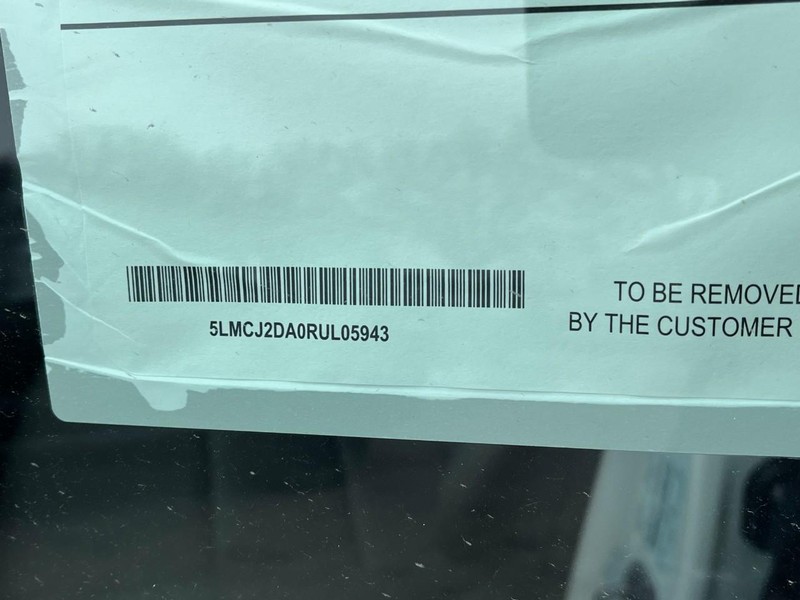 5LMCJ2DA0RUL05943
TO BE REMOVED
BY THE CUSTOMER